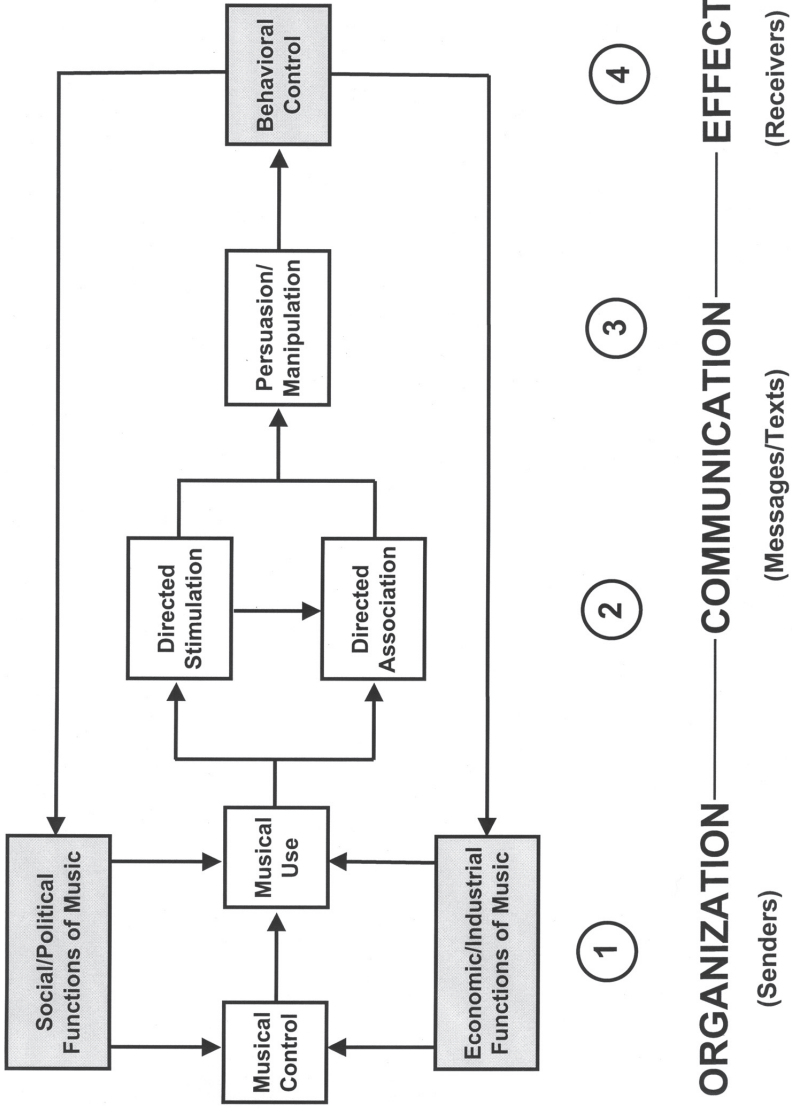 Social/Political
Functions of Music
Musical
Control
Musical
Use
Economic/Industrial
Functions of Music
Directed
Stimulation
Directed
Association
Persuasion/
Manipulation
Behavioral
Control
1
2
3
4
ORGANIZATION
COMMUNICATION
EFFECT
(Senders)
(Messages/Texts)
(Receivers)